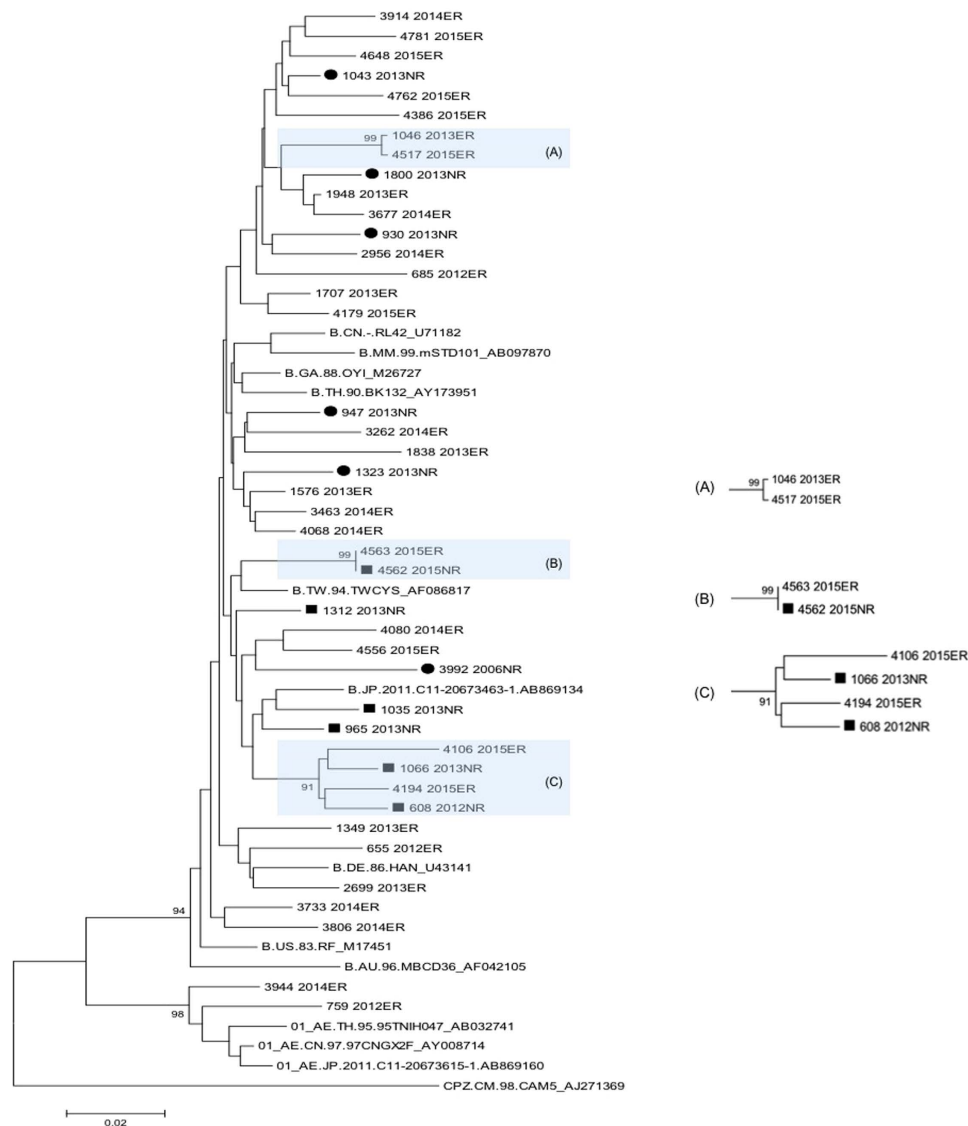 3914 2014ER
4781 2015ER
4648 2015ER
1043 2013NR
4762 2015ER
4386 2015ER
99
1046 2013ER
4517 2015ER
(A)
1800 2013NR
1948 2013ER
3677 2014ER
930 2013NR
2956 2014ER
685 2012ER
1707 2013ER
4179 2015ER
B.CN.-.RL42_U71182
B.MM.99.mSTD101_AB097870
B.GA.88.OYI_M26727
B.TH.90.BK132_AY173951
947 2013NR
3262 2014ER
1838 2013ER
1323 2013NR
1576 2013ER
3463 2014ER
4068 2014ER
99
4563 2015ER
4562 2015NR
(B)
B.TW.94.TWCYS_AF086817
1312 2013NR
4080 2014ER
4556 2015ER
3992 2006NR
B.JP.2011.C11-20673463-1.AB869134
1035 2013NR
965 2013NR
4106 2015ER
1066 2013NR
91
4194 2015ER
608 2012NR
(C)
1349 2013ER
655 2012ER
B.DE.86.HAN_U43141
2699 2013ER
94
3733 2014ER
3806 2014ER
B.US.83.RF_M17451
B.AU.96.MBCD36_AF042105
3944 2014ER
98
759 2012ER
01_AE.TH.95.95TNIH047_AB032741
01_AE.CN.97.97CNGX2F_AY008714
01_AE.JP.2011.C11-20673615-1.AB869160
CPZ.CM.98.CAM5_AJ271369
0.02
(A)
99
1046 2013ER
4517 2015ER
(B)
99
4563 2015ER
4562 2015NR
(C)
91
4106 2015ER
1066 2013NR
4194 2015ER
608 2012NR